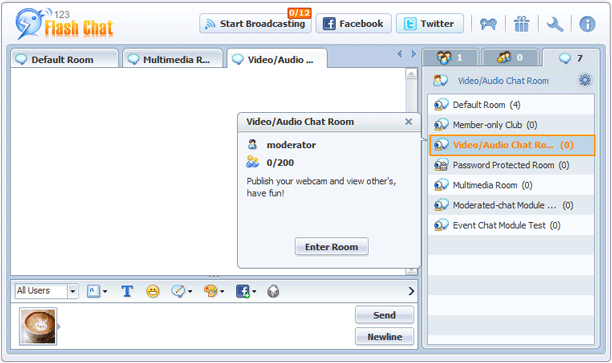 123
Flash Chat
0/12
Start Broadcasting
Facebook
Twitter
Default Room
Multimedia R...
Video/Audio ...
1
0
7
Video/Audio Chat Room
Default Room (4)
Member-only Club (0)
Video/Audio Chat Ro... (0)
Password Protected Room (0)
Multimedia Room (0)
Moderated-chat Module ... (0)
Event Chat Module Test (0)
Video/Audio Chat Room
moderator
0/200
Publish your webcam and view other's,
have fun!
Enter Room
All Users
Send
Newline